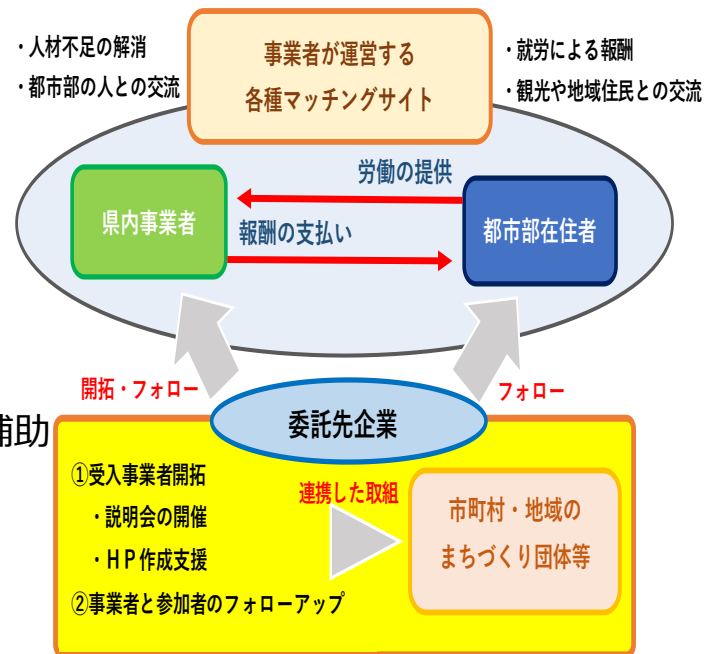 ・人材不足の解消
・都市部の人との交流
事業者が運営する
各種マッチングサイト
・就労による報酬
・観光や地域住民との交流
労働の提供
県内事業者
報酬の支払い
都市部在住者
開拓・フォロー
フォロー
委託先企業
補助
①受入事業者開拓
・説明会の開催
・ＨＰ作成支援
②事業者と参加者のフォローアップ
連携した取組
市町村・地域の
まちづくり団体等